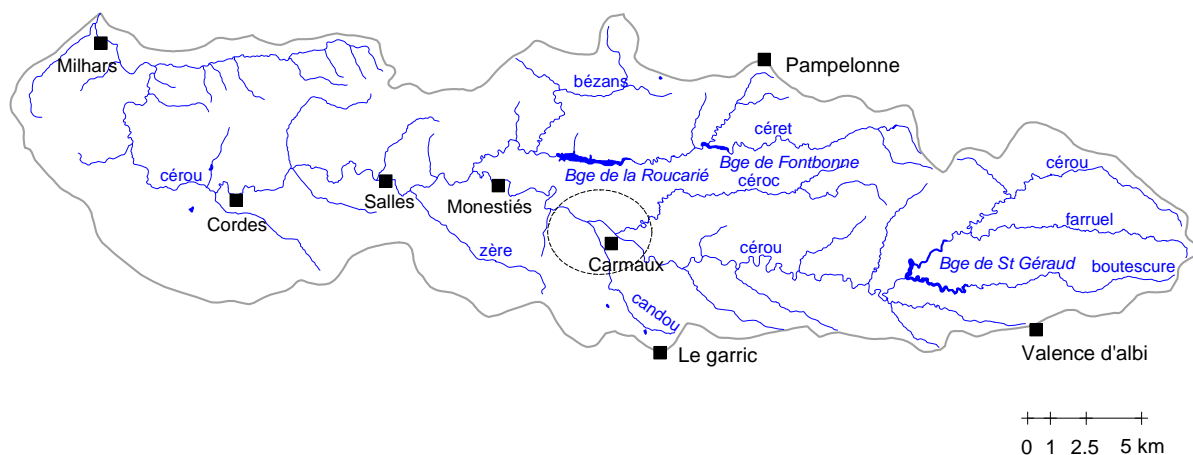 Milhars
bézans
Pampelonne
céret
Bge de Fontbonne
Bge de la Roucarié
cérou
céroc
cérou
Salles
Monestiés
Cordes
farruel
zère
Carmaux
cérou
Bge de St Géraud
boutescure
candou
Le garric
Valence d'albi
0 1 2.5 5 km